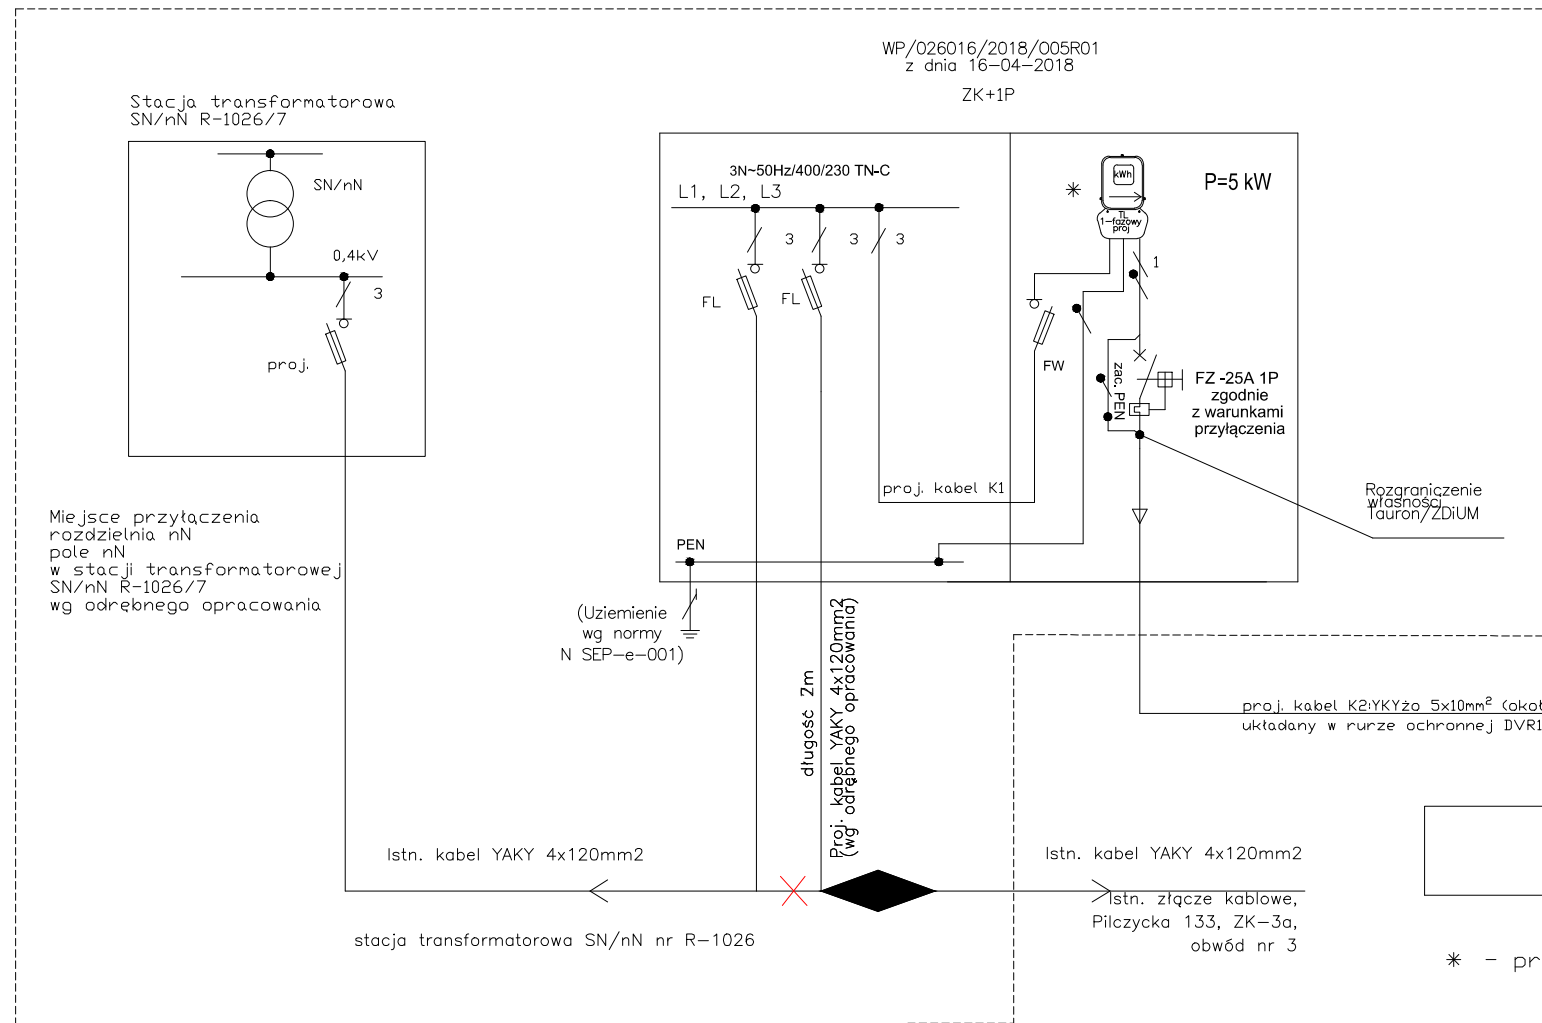 WP/026016/2018/005R01
z dnia 16-04-2018
ZK+1P
Stacja transformatorowa
SN/nN R-1026/7
SN/nN
0,4kV
3
proj.
3N~50Hz/400/230 TN-C
L1, L2, L3
3
3
3
FL
FL
kWh
TL
1-fazowy
proj
*
P=5 kW
1
FW
zac. PEN
FZ -25A 1P
zgodnie
z warunkami
przyłączenia
proj. kabel K1
Rozgraniczenie
własności
Tauron/ZDiUM
Miejsce przyłączenia
rozdzielnia nN
pole nN
w stacji transformatorowej
SN/nN R-1026/7
wg odrębnego opracowania
PEN
(Uziemienie
wg normy
N SEP-e-001)
długość 2m
Proj. kabel YAKY 4x120mm2
(wg odrębnego opracowania)
proj. kabel K2:YKYżo 5x10mm² (okoł
układany w rurze ochronnej DVR1
Istn. kabel YAKY 4x120mm2
Istn. kabel YAKY 4x120mm2
Istn. złącze kablowe,
Pilczycka 133, ZK-3a,
obwód nr 3
stacja transformatorowa SN/nN nr R-1026
* - pr